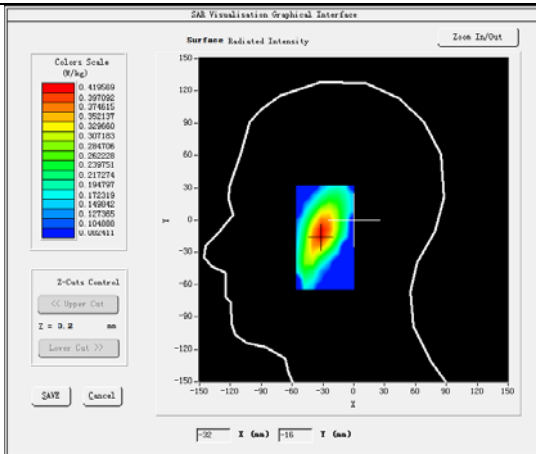 SAR Visualisation Graphical Interface
Surface Radiated Intensity
Zoom In/Out
Colors Scale
(W/kg)
0.419569
0.397092
0.374615
0.352137
0.329660
0.307183
0.284706
0.262228
0.239751
0.217274
0.194797
0.172319
0.149842
0.127365
0.104888
0.082411
Z-Cuts Control
<< Upper Cut
Z = 3.2 mm
Lower Cut >>
SAVE
Cancel
150
120
90
60
30
0
-30
-60
-90
-120
-150
Y
-150 -120 -90 -60 -30 0 30 60 90 120 150
X
-32 X (mm) -16 Y (mm)